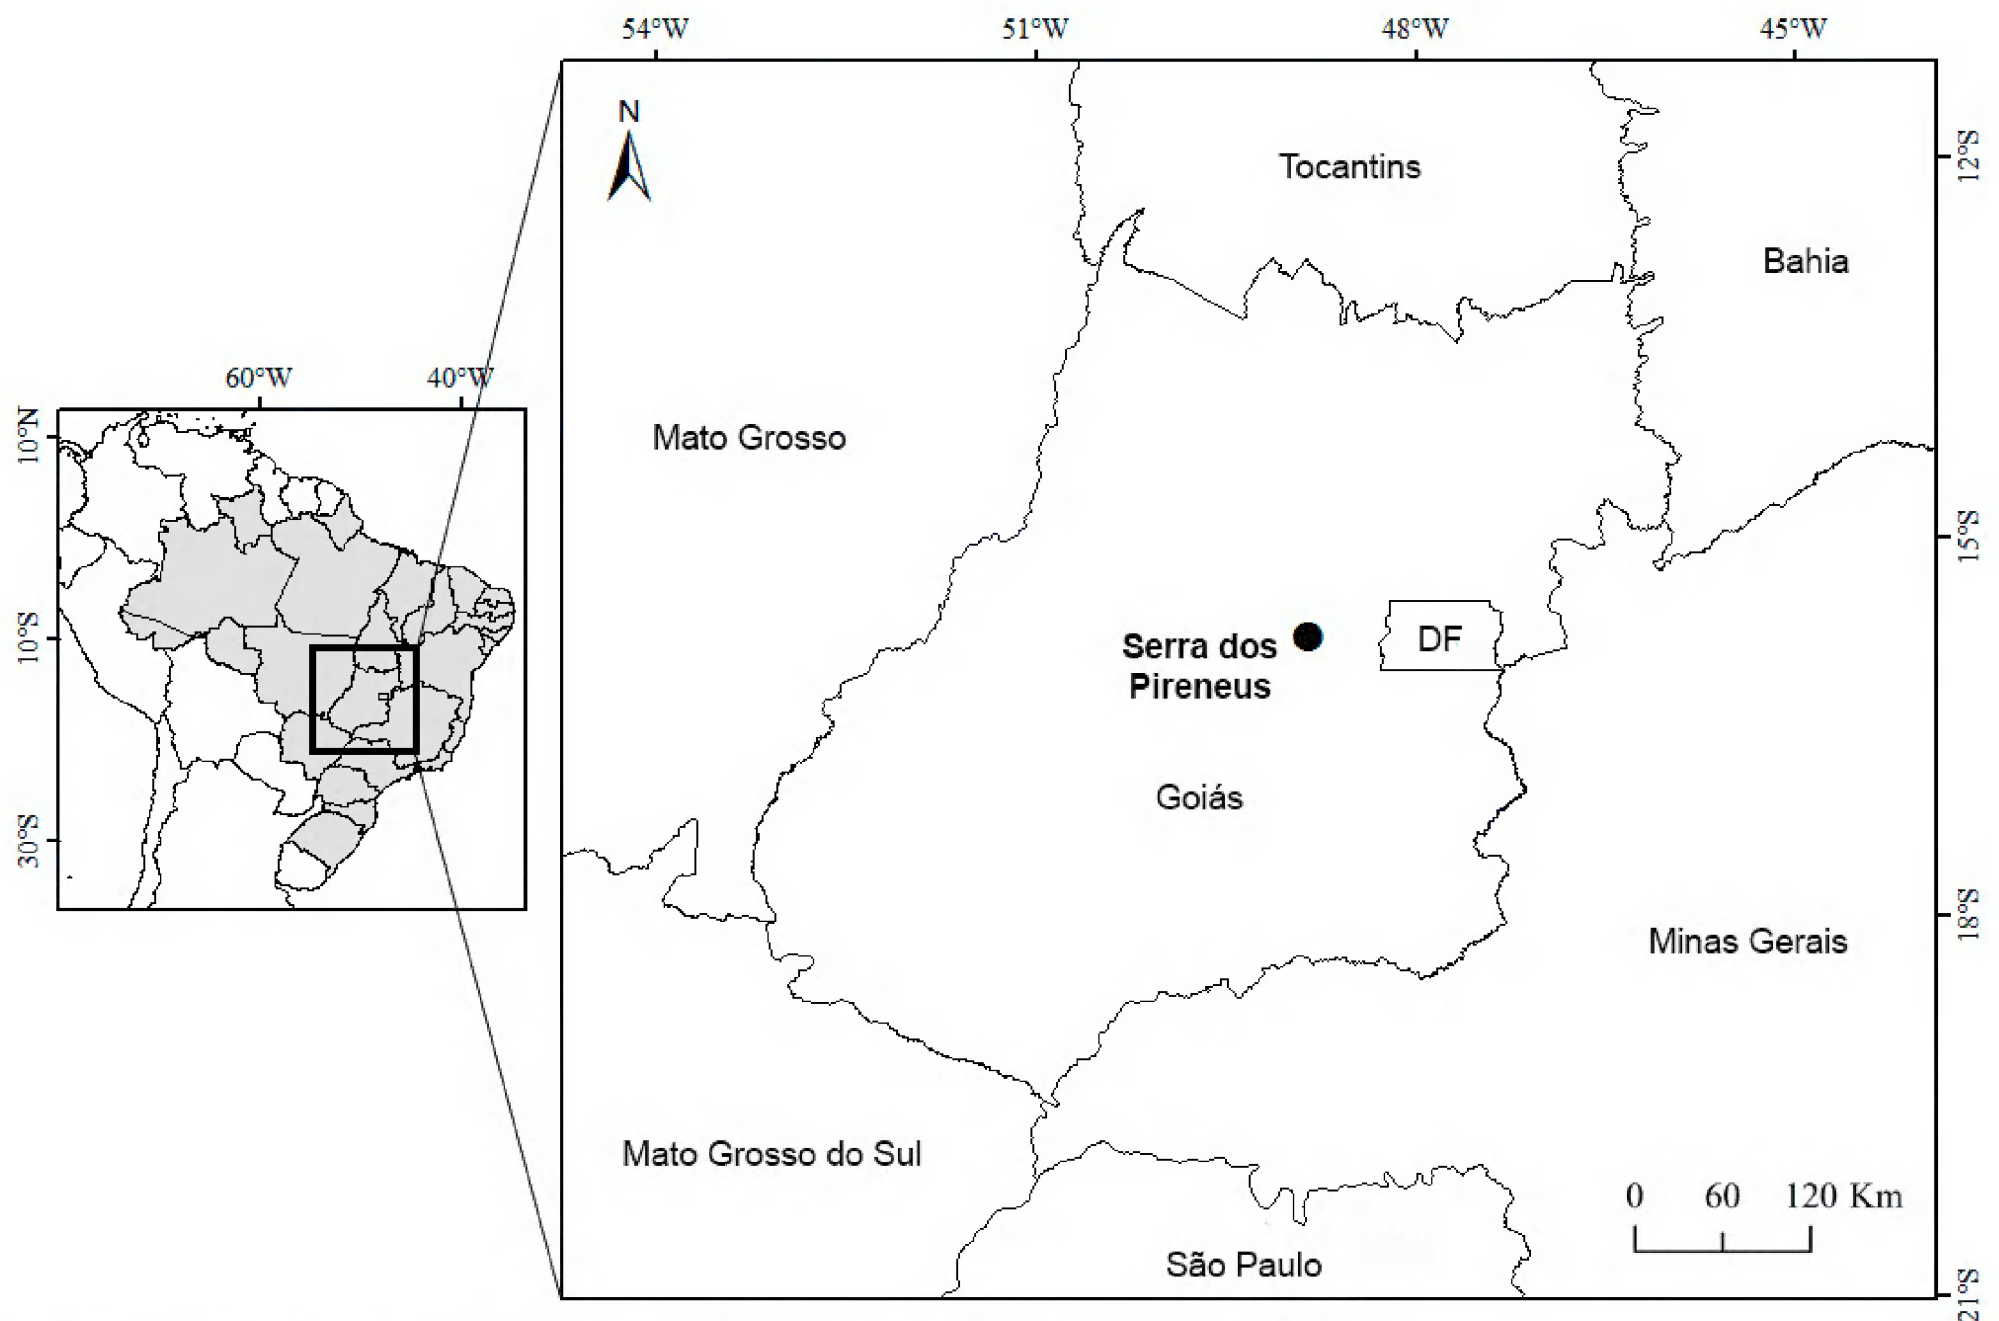 54°W 51°W 48°W 45°W
N
Tocantins
12°S
Bahia
60°W 40°W
10°N
Mato Grosso
15°S
Serra dos
Pireneus
DF
10°S
Goiás
30°S
18°S
Minas Gerais
Mato Grosso do Sul
0 60 120 Km
São Paulo
21°S